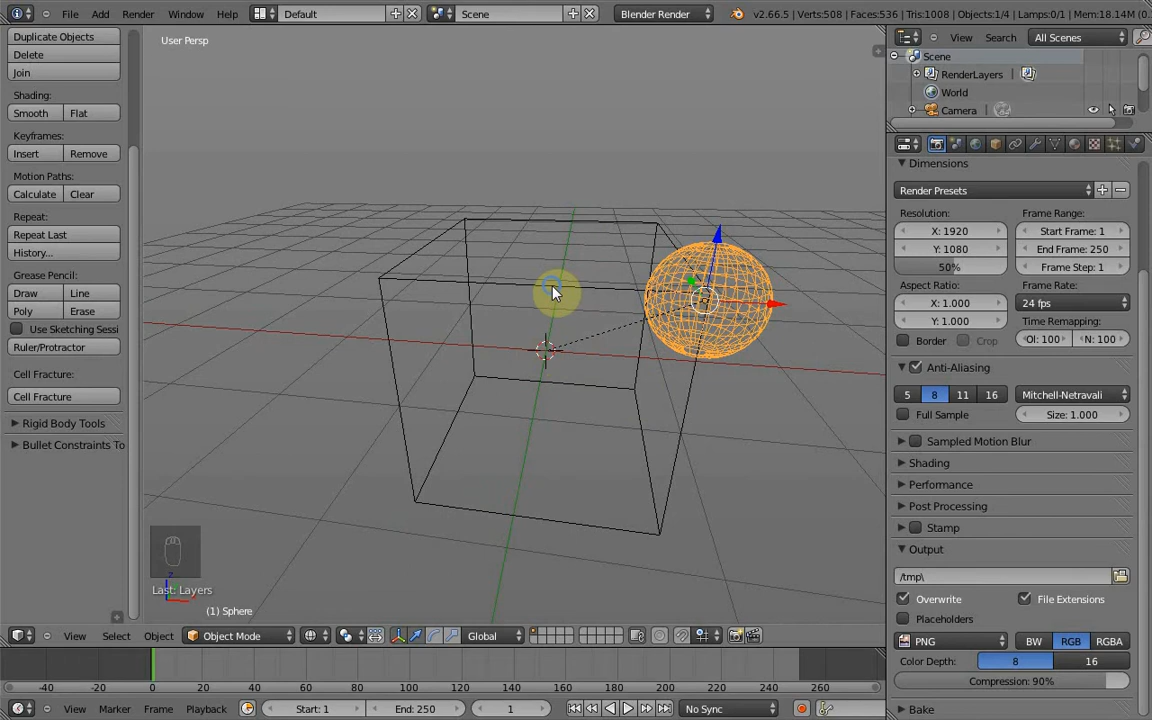 File Add Render Window Help Default Scene Blender Render v2.66.5 | Verts:508 | Faces:536 | Tris:1008 | Objects:1/4 | Lamps:0/1 | Mem:18.14M (0.
Duplicate Objects
Delete
Join
Shading:
Smooth Flat
Keyframes:
Insert Remove
Motion Paths:
Calculate Clear
Repeat:
Repeat Last
History...
Grease Pencil:
Draw Line
Poly Erase
Use Sketching Sessi
Ruler/Protractor
Cell Fracture:
Cell Fracture
Rigid Body Tools
Bullet Constraints To
User Persp
Last: Layers
(1) Sphere
View Select Object Object Mode Global
View Search All Scenes
Scene
RenderLayers
World
Camera
Dimensions
Render Presets
Resolution: Frame Range:
X: 1920 Start Frame: 1
Y: 1080 End Frame: 250
50% Frame Step: 1
Aspect Ratio: Frame Rate:
X: 1.000 24 fps
Y: 1.000 Time Remapping:
Border Crop Ol: 100 N: 100
Anti-Aliasing
5 8 11 16 Mitchell-Netravali
Full Sample Size: 1.000
Sampled Motion Blur
Shading
Performance
Post Processing
Stamp
Output
/tmp\
Overwrite File Extensions
Placeholders
PNG BW RGB RGBA
Color Depth: 8 16
Compression: 90%
Bake
-40 -20 0 20 40 60 80 100 120 140 160 180 200 220 240 260
View Marker Frame Playback Start: 1 End: 250 1 No Sync